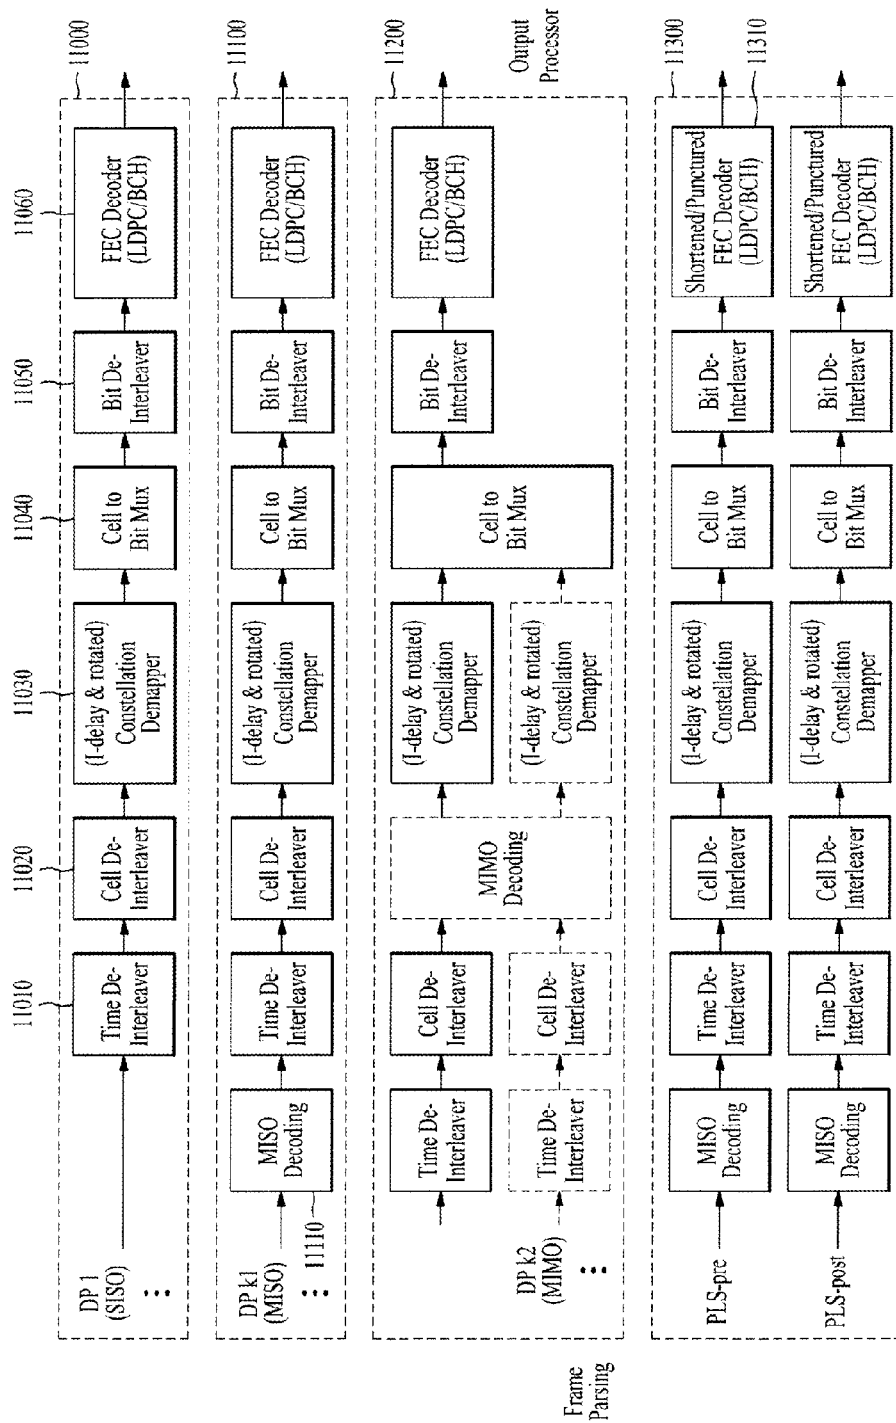 11010
11020
11030
11040
11050
11060
11000
DP 1
(SISO)
Time De-
Interleaver
Cell De-
Interleaver
(I-delay & rotated)
Constellation
Demapper
Cell to
Bit Mux
Bit De-
Interleaver
FEC Decoder
(LDPC/BCH)
11100
DP k1
(MISO)
11110
MISO
Decoding
Time De-
Interleaver
Cell De-
Interleaver
(I-delay & rotated)
Constellation
Demapper
Cell to
Bit Mux
Bit De-
Interleaver
FEC Decoder
(LDPC/BCH)
11200
Time De-
Interleaver
Cell De-
Interleaver
MIMO
Decoding
(I-delay & rotated)
Constellation
Demapper
Cell to
Bit Mux
Bit De-
Interleaver
FEC Decoder
(LDPC/BCH)
DP k2
(MIMO)
Time De-
Interleaver
Cell De-
Interleaver
(I-delay & rotated)
Constellation
Demapper
Frame
Parsing
Output
Processor
11300
PLS-pre
MISO
Decoding
Time De-
Interleaver
Cell De-
Interleaver
(I-delay & rotated)
Constellation
Demapper
Cell to
Bit Mux
Bit De-
Interleaver
Shortened/Punctured
FEC Decoder
(LDPC/BCH)
11310
PLS-post
MISO
Decoding
Time De-
Interleaver
Cell De-
Interleaver
(I-delay & rotated)
Constellation
Demapper
Cell to
Bit Mux
Bit De-
Interleaver
Shortened/Punctured
FEC Decoder
(LDPC/BCH)